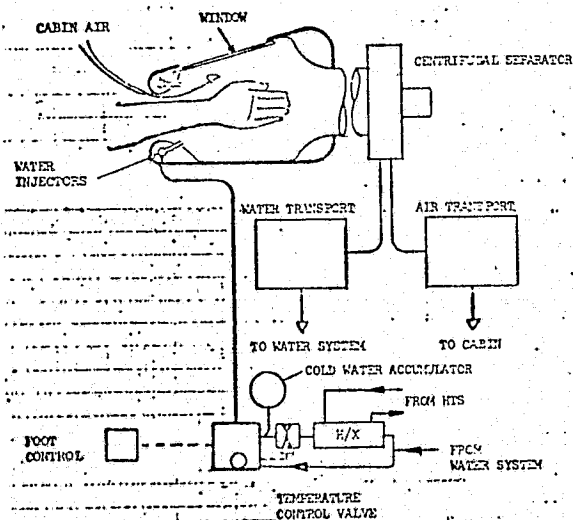 WINDOW
CABIN AIR
CENTRIFUGAL SEPARATOR
WATER
INJECTORS
WATER TRANSPORT
AIR TRANSPORT
TO WATER SYSTEM
TO CABIN
COLD WATER ACCUMULATOR
FROM HTS
H/X
FOOT
CONTROL
FROM
WATER SYSTEM
TEMPERATURE
CONTROL VALVE